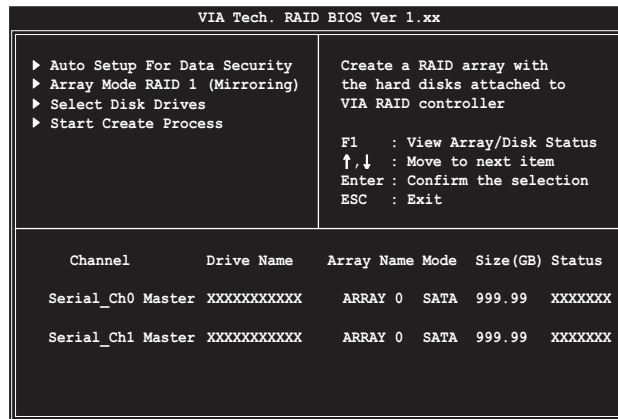 VIA Tech. RAID BIOS Ver 1.xx
▶ Auto Setup For Data Security
▶ Array Mode RAID 1 (Mirroring)
▶ Select Disk Drives
▶ Start Create Process
Create a RAID array with
the hard disks attached to
VIA RAID controller
F1 : View Array/Disk Status
↑,↓ : Move to next item
Enter : Confirm the selection
ESC : Exit
Channel Drive Name Array Name Mode Size(GB) Status
Serial_Ch0 Master XXXXXXXXXXX ARRAY 0 SATA 999.99 XXXXXXX
Serial_Ch1 Master XXXXXXXXXXX ARRAY 0 SATA 999.99 XXXXXXX